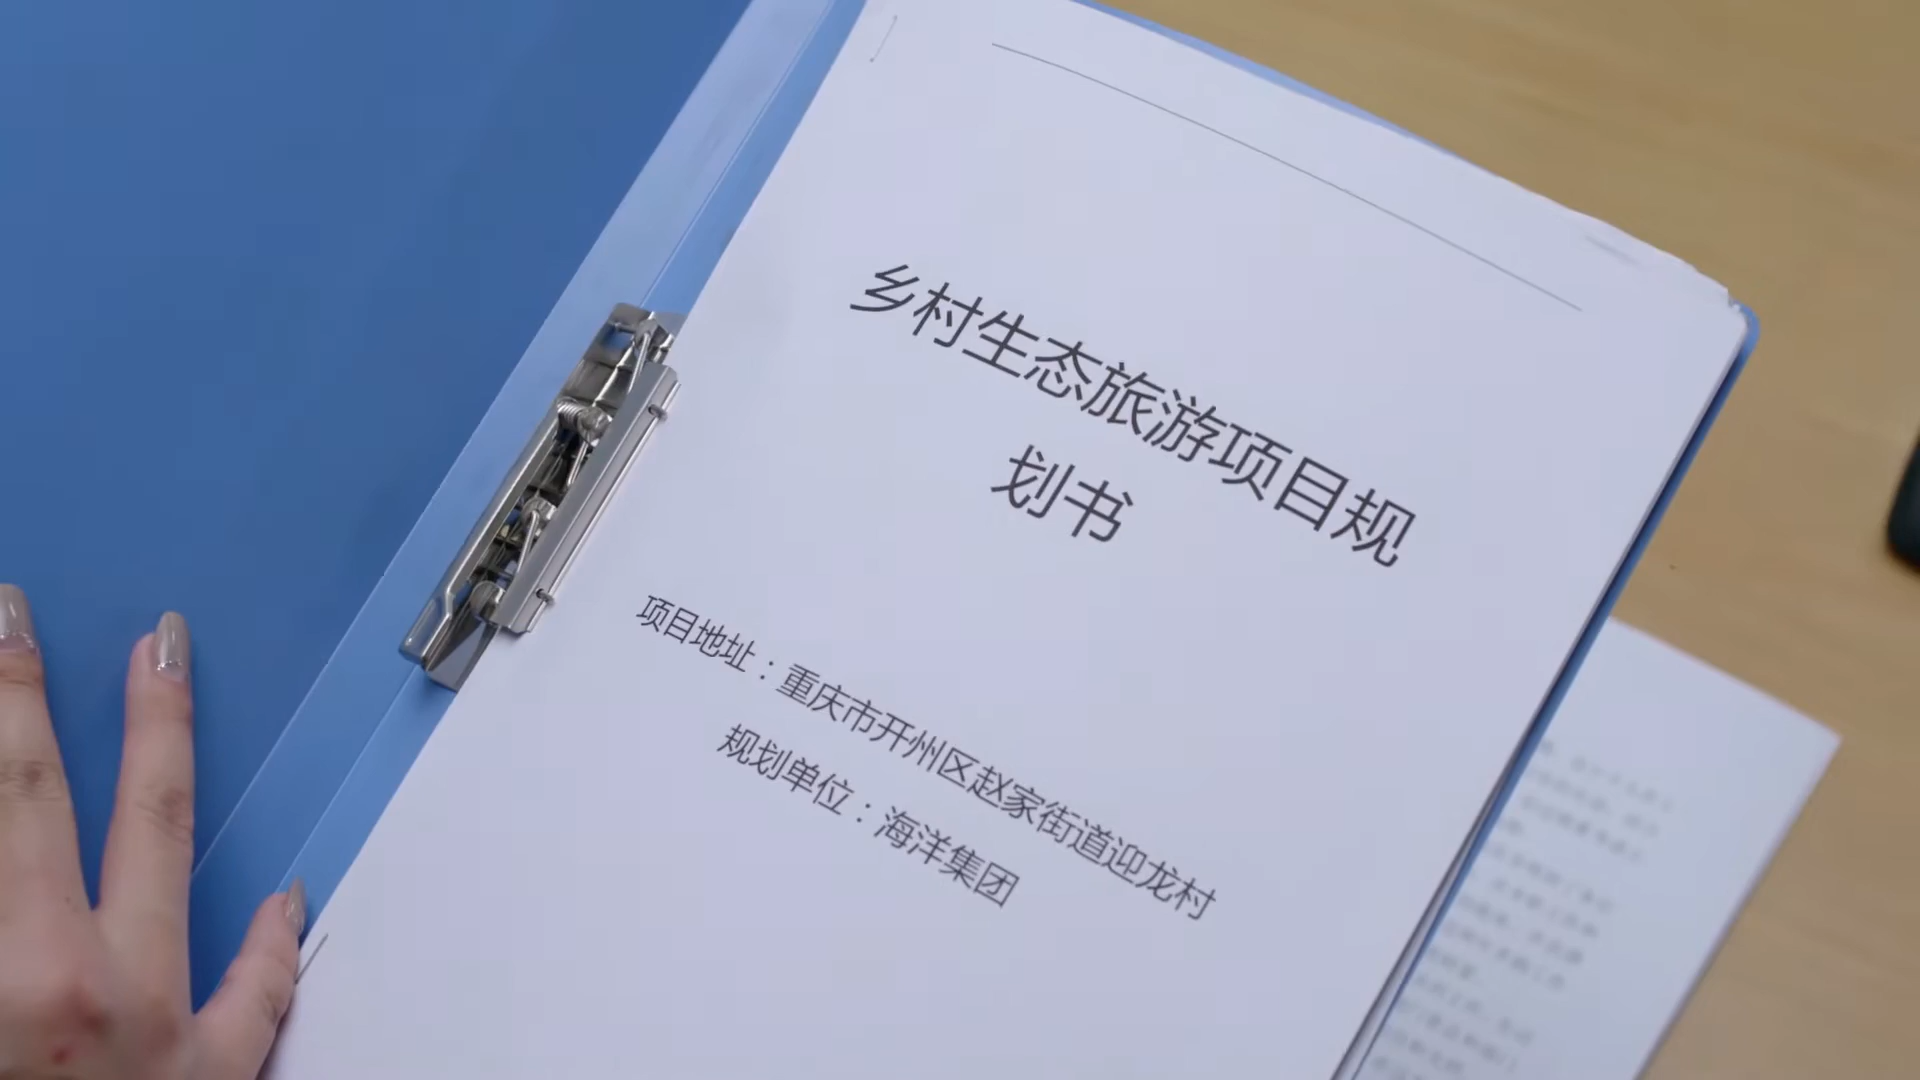 乡村生态旅游项目规
划书
项目地址：重庆市开州区赵家街道迎龙村
规划单位：海洋集团